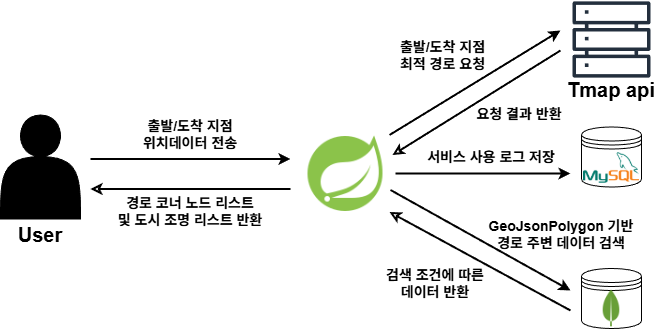 출발/도착 지점
최적 경로 요청
Tmap api
요청 결과 반환
출발/도착 지점
위치데이터 전송
서비스 사용 로그 저장
MySQL
경로 코너 노드 리스트
및 도시 조명 리스트 반환
User
GeoJsonPolygon 기반
경로 주변 데이터 검색
검색 조건에 따른
데이터 반환